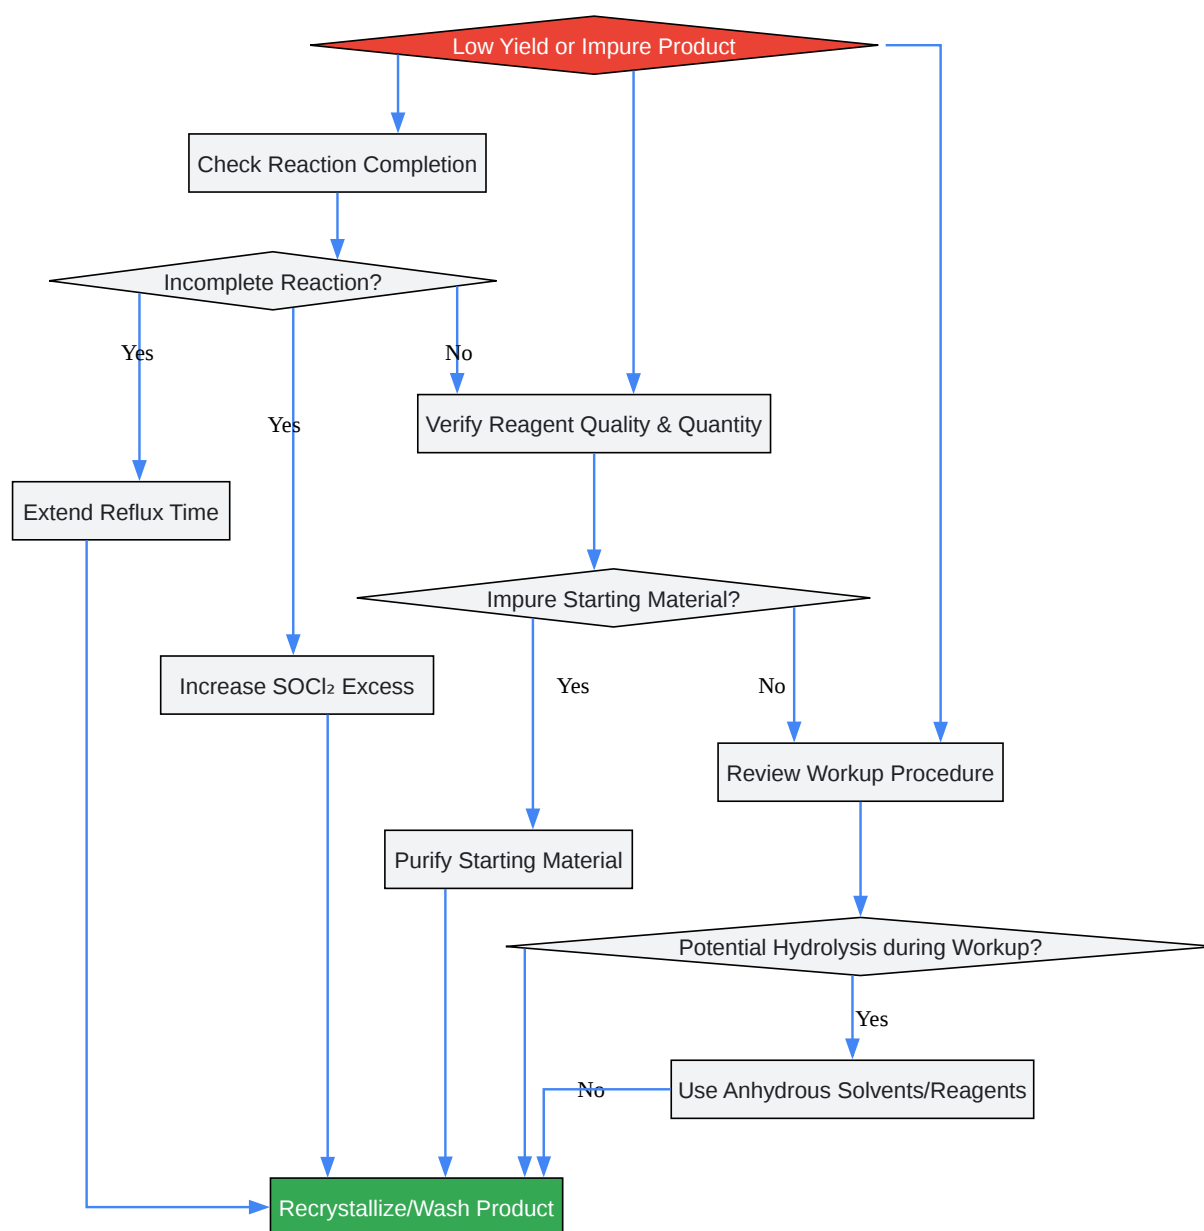 Low Yield or Impure Product
Check Reaction Completion
Incomplete Reaction?
Yes
No
Yes
Verify Reagent Quality & Quantity
Extend Reflux Time
Impure Starting Material?
Increase SOCl₂ Excess
Yes
No
Review Workup Procedure
Purify Starting Material
Potential Hydrolysis during Workup?
Yes
No
Use Anhydrous Solvents/Reagents
Recrystallize/Wash Product